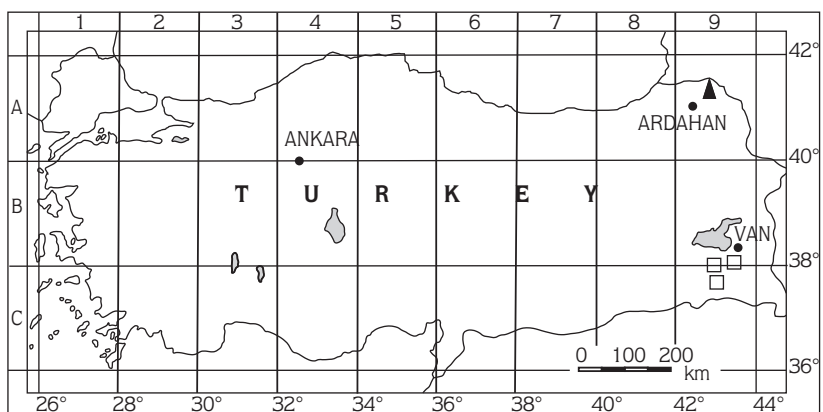 1 2 3 4 5 6 7 8 9
42°
A
ARDAHAN
ANKARA
40°
B
T U R K E Y
VAN
38°
C
0 100 200
km
36°
26° 28° 30° 32° 34° 36° 38° 40° 42° 44°